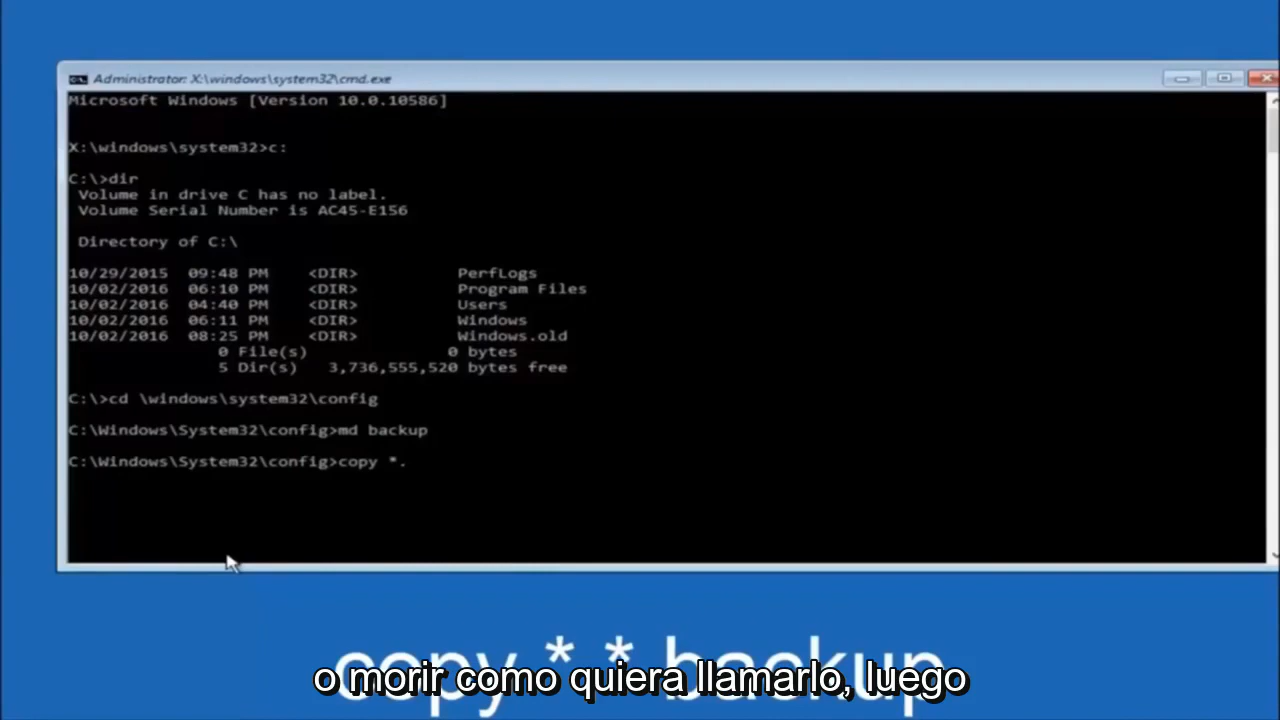 Administrator: X:\windows\system32\cmd.exe
Microsoft Windows [Version 10.0.10586]
X:\windows\system32>c:
C:\>dir
Volume in drive C has no label.
Volume Serial Number is AC45-E156
Directory of C:\
10/29/2015 09:48 PM <DIR> PerfLogs
10/02/2016 06:10 PM <DIR> Program Files
10/02/2016 04:40 PM <DIR> Users
10/02/2016 06:11 PM <DIR> Windows
10/02/2016 08:25 PM <DIR> Windows.old
0 File(s) 0 bytes
5 Dir(s) 3,736,555,520 bytes free
C:\>cd \windows\system32\config
C:\Windows\System32\config>md backup
C:\Windows\System32\config>copy *.
copy *.* backup
o morir como quiera llamarlo, luego